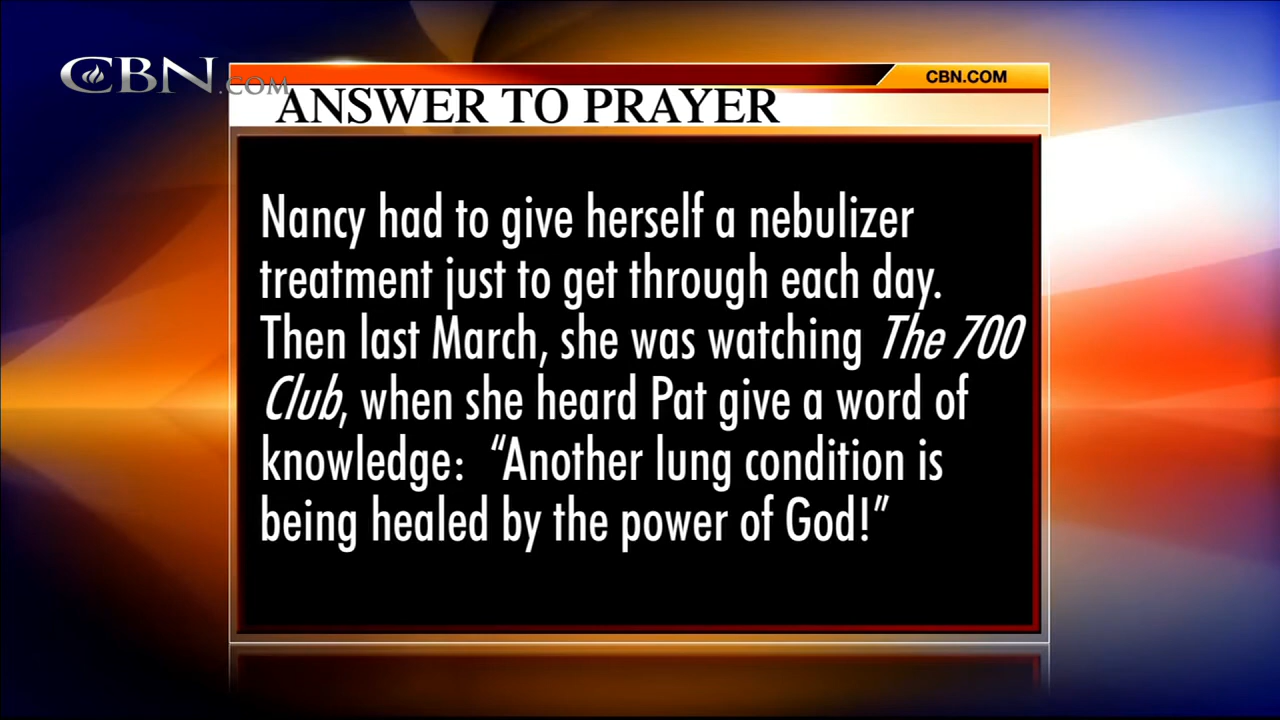 CBN.COM
CBN.COM
ANSWER TO PRAYER
Nancy had to give herself a nebulizer
treatment just to get through each day.
Then last March, she was watching The 700
Club, when she heard Pat give a word of
knowledge:  “Another lung condition is
being healed by the power of God!”